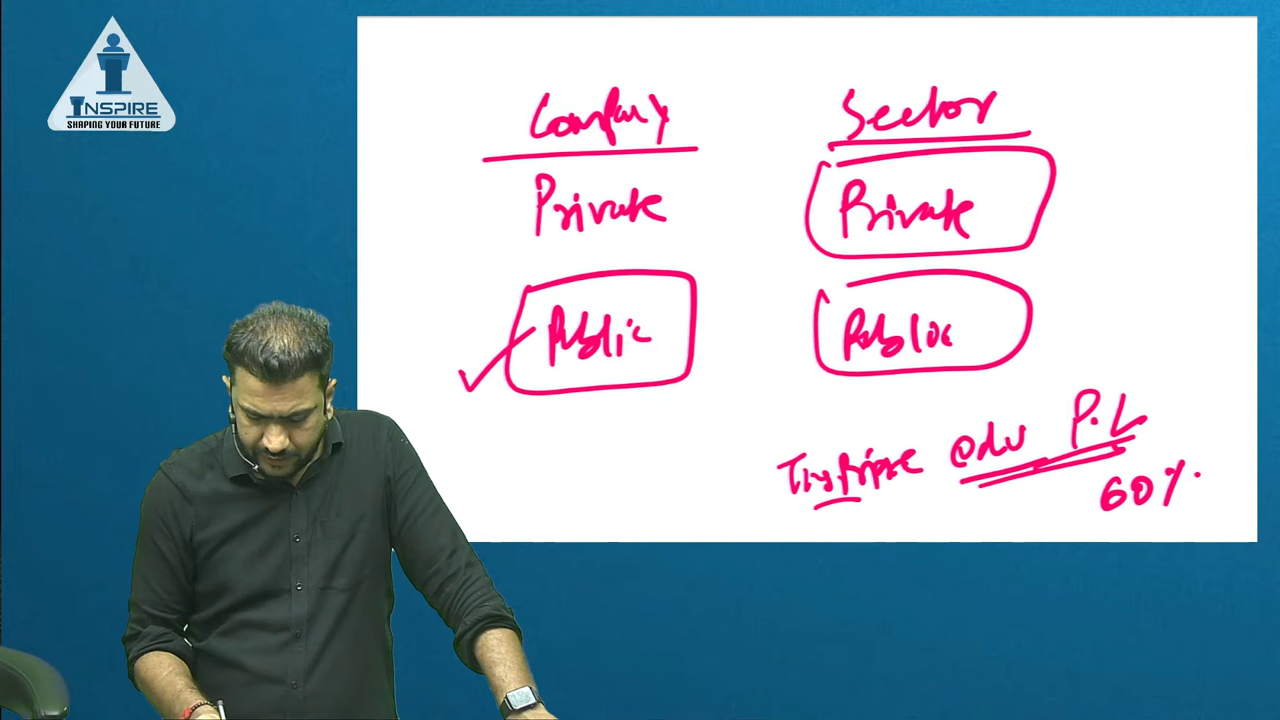 INSPIRE
SHAPING YOUR FUTURE
Company Sector
Private Private
Public Public
Inspire edu P.L
60%.